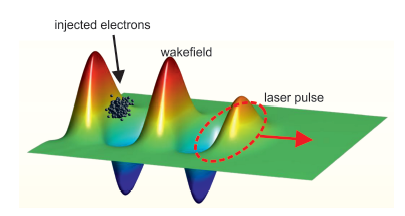 injected electrons
wakefield
laser pulse